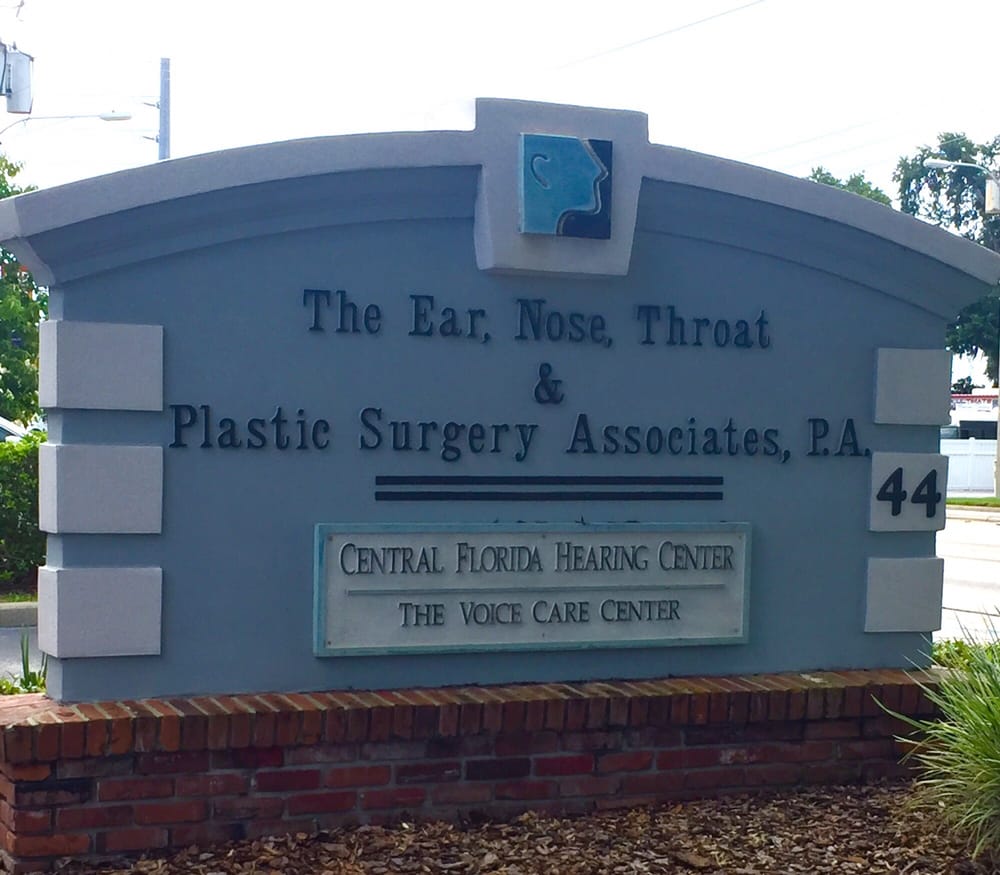 The Ear, Nose, Throat
&
Plastic Surgery Associates, P.A.
44
CENTRAL FLORIDA HEARING CENTER
THE VOICE CARE CENTER